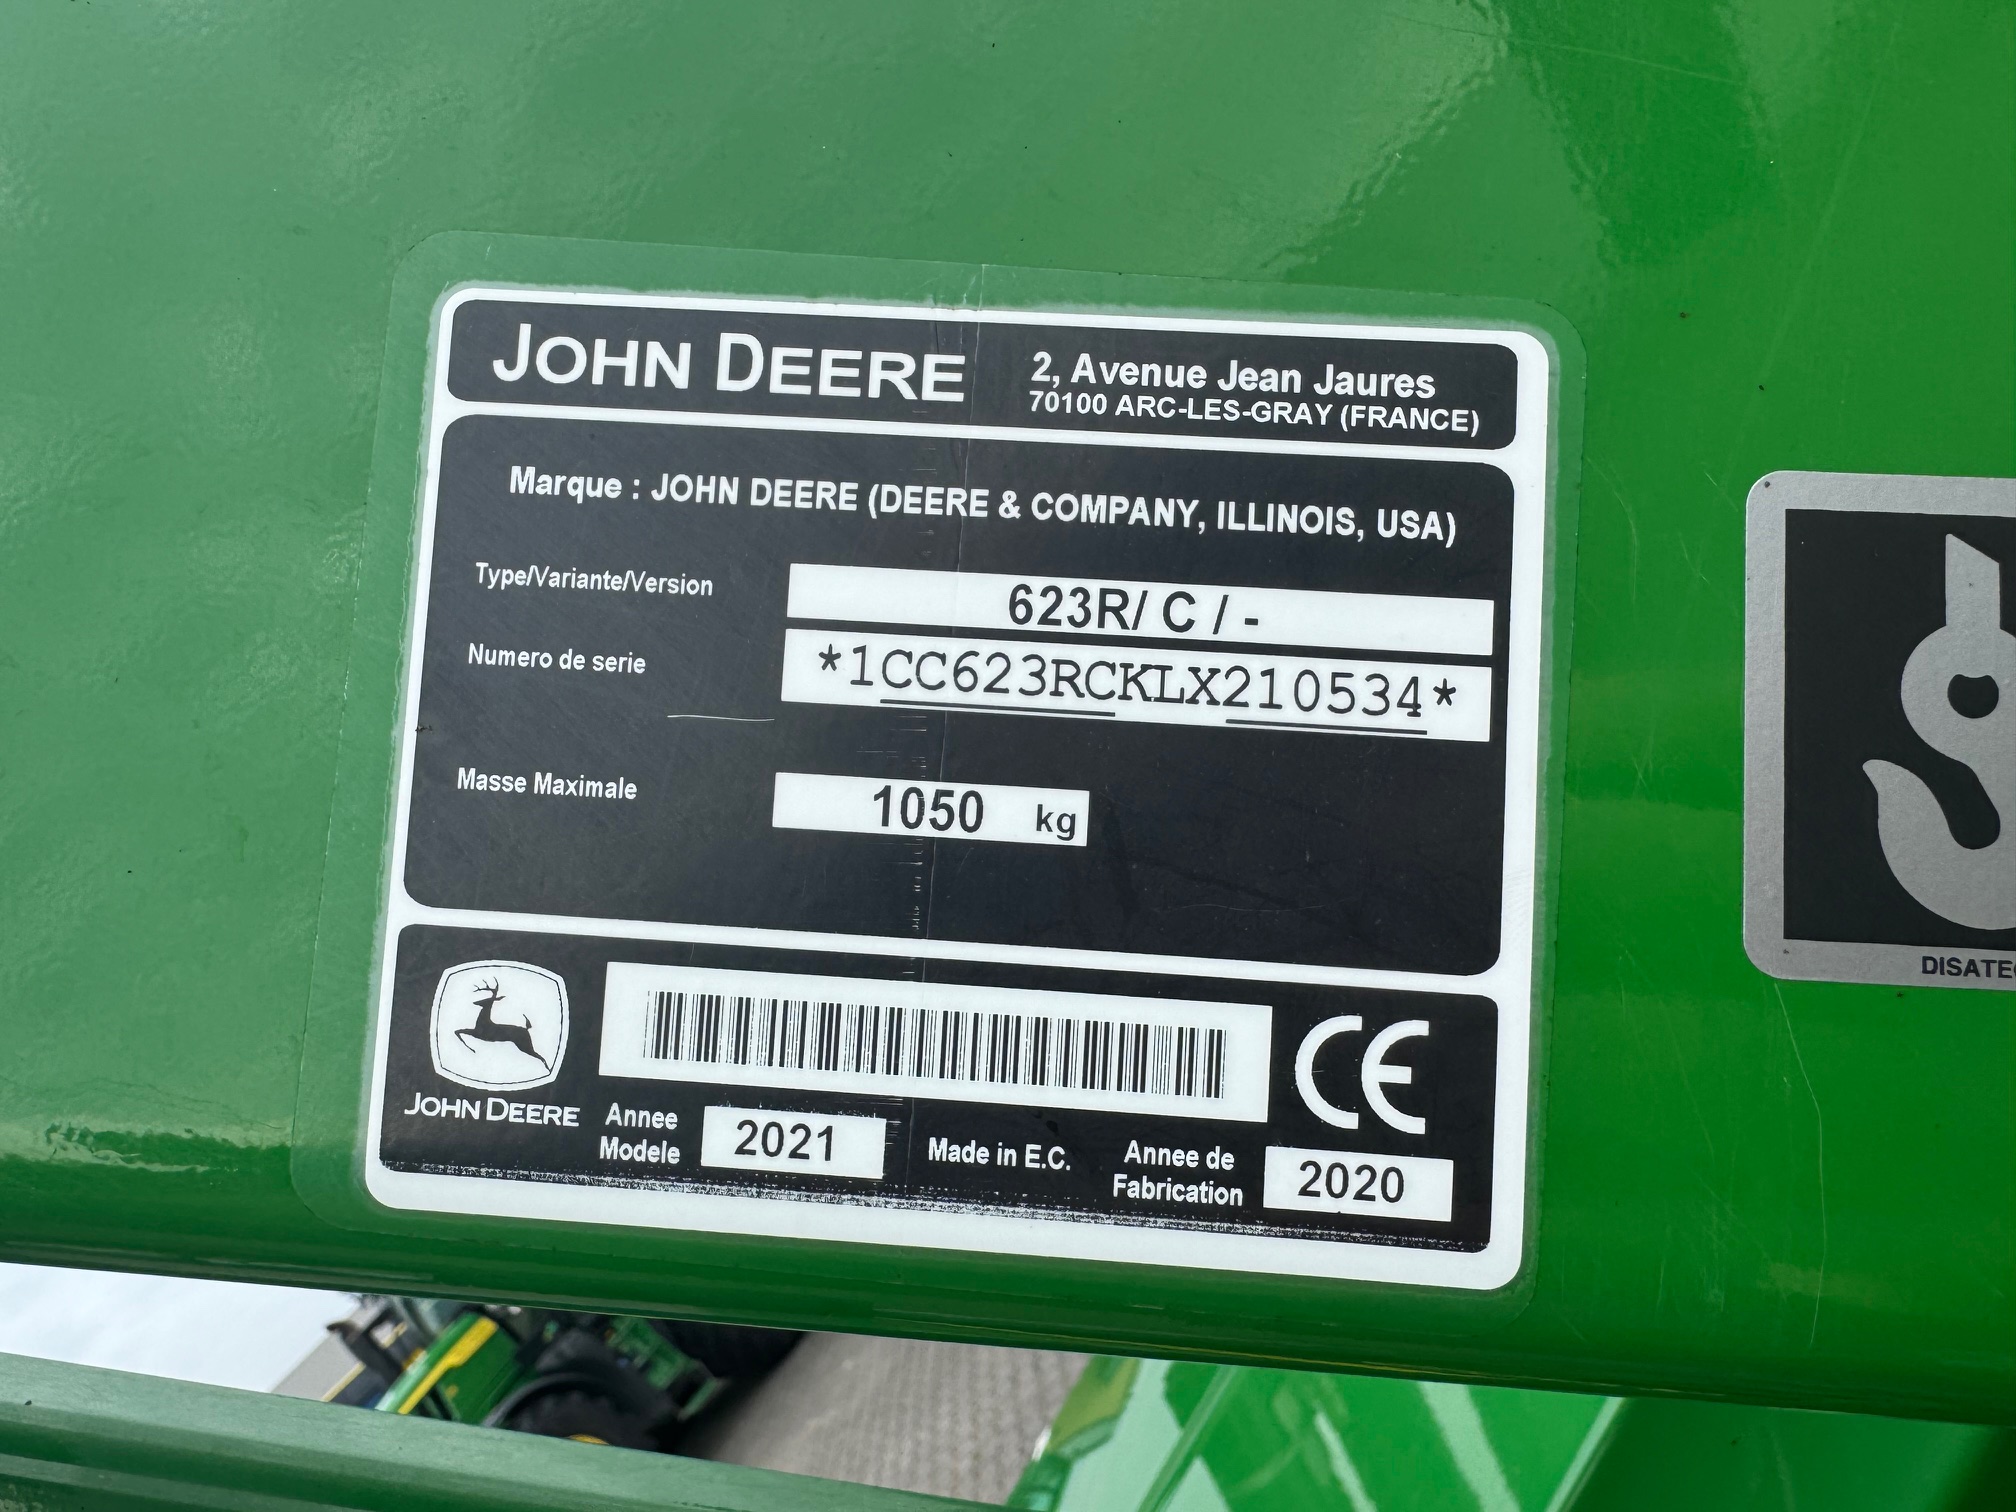 JOHN DEERE
2, Avenue Jean Jaures
70100 ARC-LES-GRAY (FRANCE)
Marque : JOHN DEERE (DEERE & COMPANY, ILLINOIS, USA)
Type/Variante/Version 623R/ C / -
Numero de serie *1CC623RCKLX210534*
Masse Maximale 1050 kg
JOHN DEERE
CE
Annee
Modele 2021
Made in E.C.
Annee de
Fabrication 2020